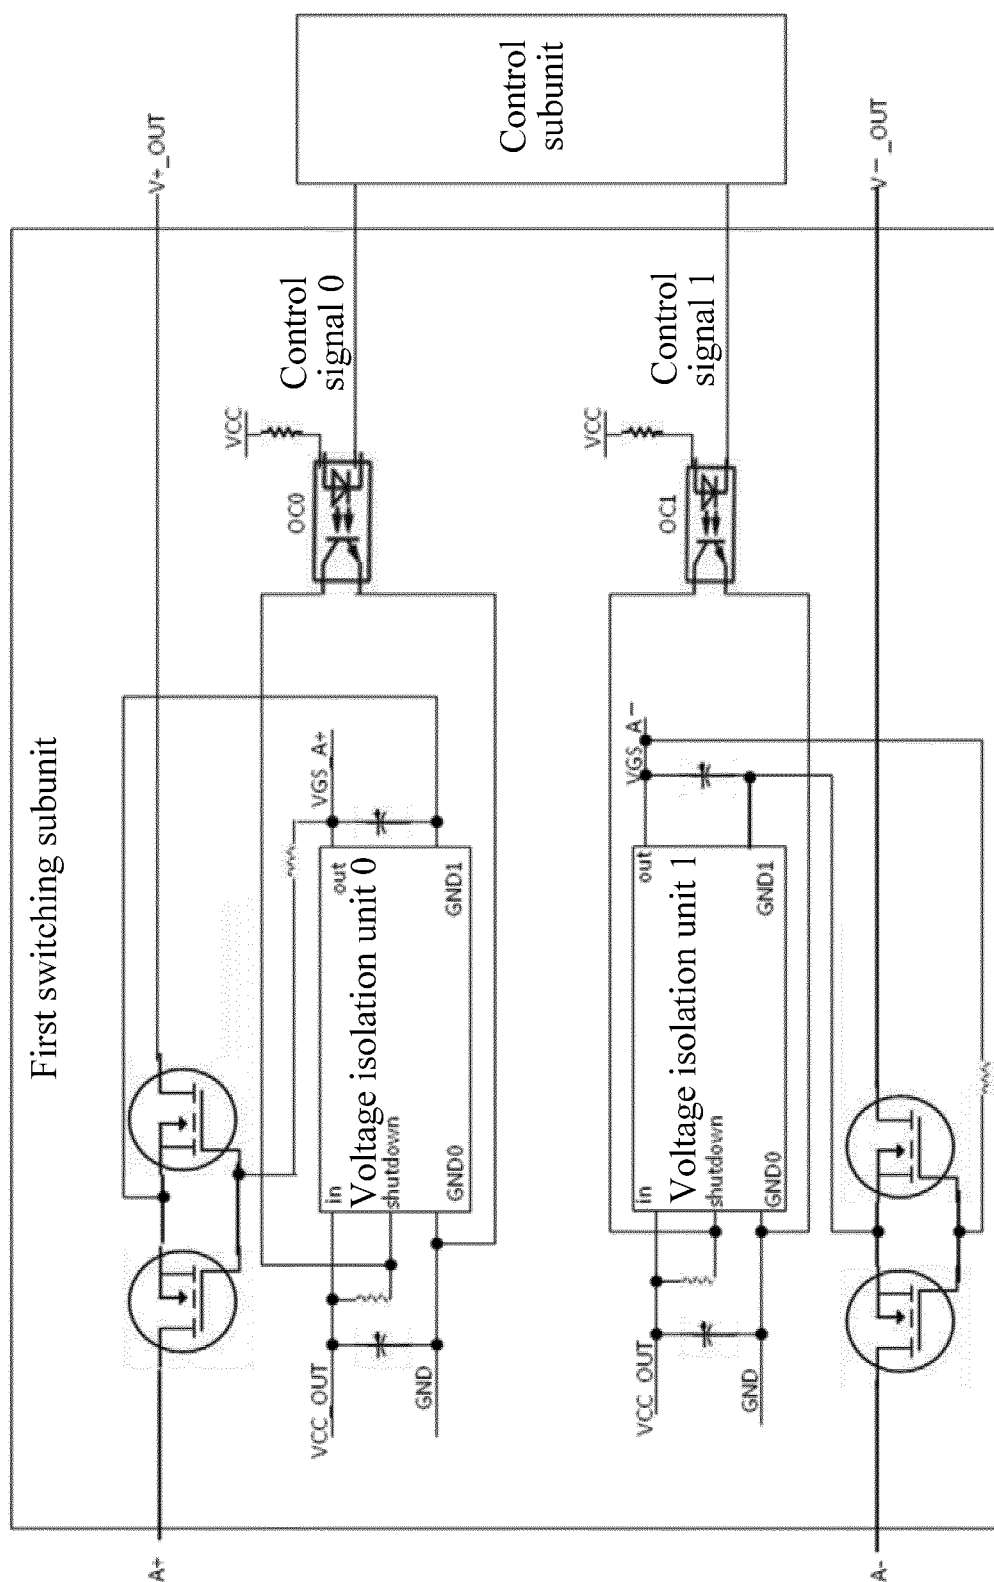 First switching subunit
A+
V+_OUT
VCC
OC0
Control
signal 0
Control
subunit
VGS_A+
VCC_OUT
GND
in
shutdown
GND0
Voltage isolation unit 0
out
GND1
VCC
OC1
Control
signal 1
VGS_A-
VCC_OUT
GND
in
shutdown
GND0
Voltage isolation unit 1
out
GND1
A-
V-_OUT